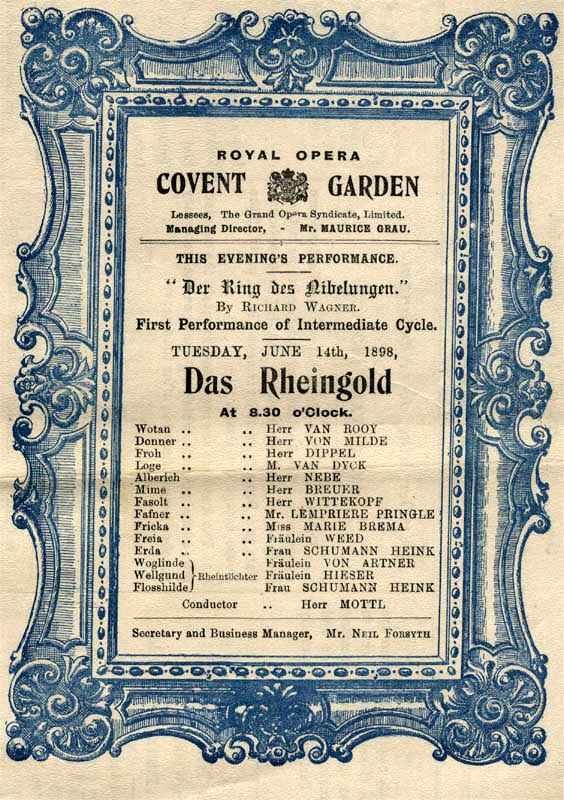 ROYAL OPERA
COVENT GARDEN
Lessees, The Grand Opera Syndicate, Limited.
Managing Director, - Mr. MAURICE GRAU.
THIS EVENING'S PERFORMANCE.
"Der Ring des Nibelungen."
By RICHARD WAGNER.
First Performance of Intermediate Cycle.
TUESDAY, JUNE 14th, 1898,
Das Rheingold
At 8.30 o'Clock.
Wotan .. .. Herr VAN ROOY
Donner .. .. Herr VON MILDE
Froh .. .. Herr DIPPEL
Loge .. .. M. VAN DYCK
Alberich .. Herr NEBE
Mime .. .. Herr BREUER
Fasolt .. .. Herr WITTEKOPF
Fafner .. .. Mr. LEMPRIERE PRINGLE
Fricka .. .. Miss MARIE BREMA
Freia .. .. Fräulein WEED
Erda .. .. Frau SCHUMANN HEINK
Woglinde Fräulein VON ARTNER
Wellgund } Rheintöchter Fräulein HIESER
Flosshilde Frau SCHUMANN HEINK
Conductor .. Herr MOTTL
Secretary and Business Manager, Mr. NEIL FORSYTH